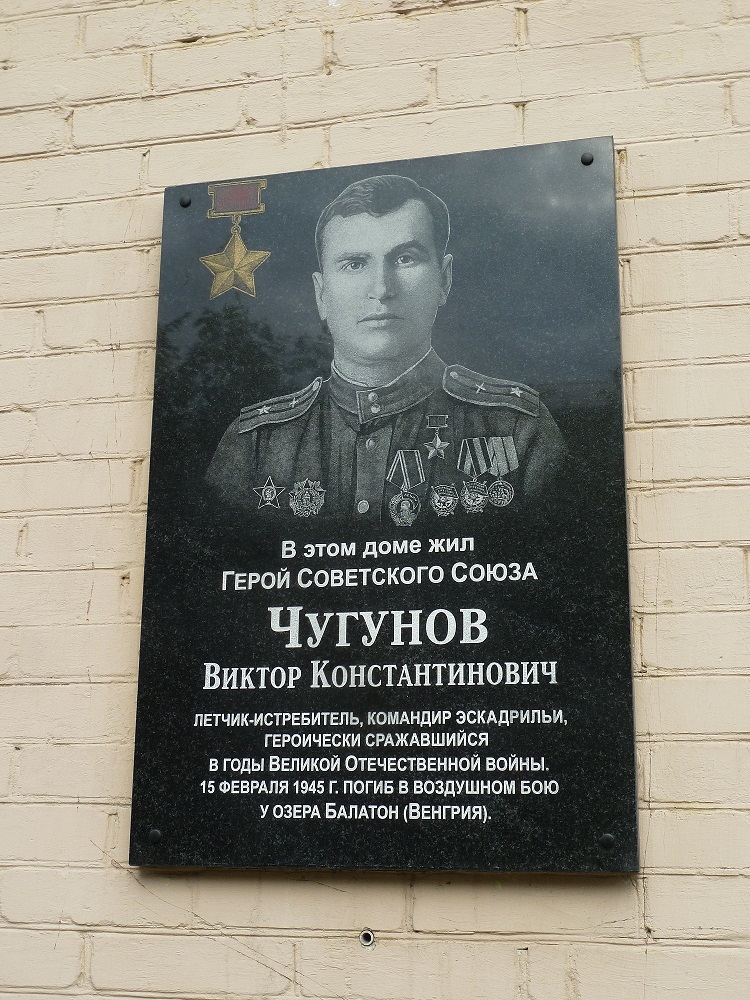 В этом доме жил
ГЕРОЙ СОВЕТСКОГО СОЮЗА
ЧУГУНОВ
ВИКТОР КОНСТАНТИНОВИЧ
ЛЕТЧИК-ИСТРЕБИТЕЛЬ, КОМАНДИР ЭСКАДРИЛЬИ,
ГЕРОИЧЕСКИ СРАЖАВШИЙСЯ
В ГОДЫ ВЕЛИКОЙ ОТЕЧЕСТВЕННОЙ ВОЙНЫ.
15 ФЕВРАЛЯ 1945 Г. ПОГИБ В ВОЗДУШНОМ БОЮ
У ОЗЕРА БАЛАТОН (ВЕНГРИЯ).